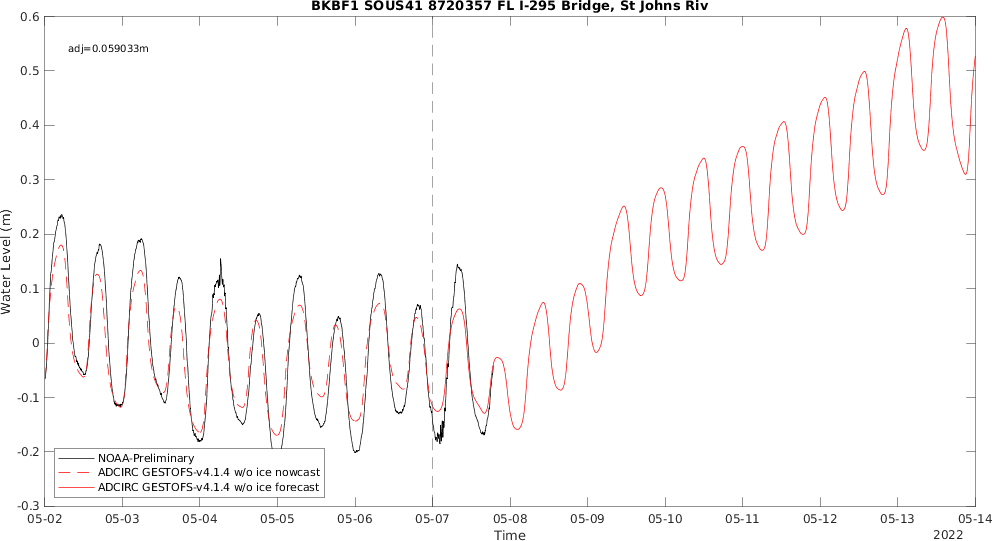 BKBF1 SOUS41 8720357 FL I-295 Bridge, St Johns Riv
adj=0.059033m
Water Level (m)
0.6
0.5
0.4
0.3
0.2
0.1
0
-0.1
-0.2
-0.3
NOAA-Preliminary
ADCIRC GESTOFS-v4.1.4 w/o ice nowcast
ADCIRC GESTOFS-v4.1.4 w/o ice forecast
05-02 05-03 05-04 05-05 05-06 05-07 05-08 05-09 05-10 05-11 05-12 05-13 05-14
Time
2022